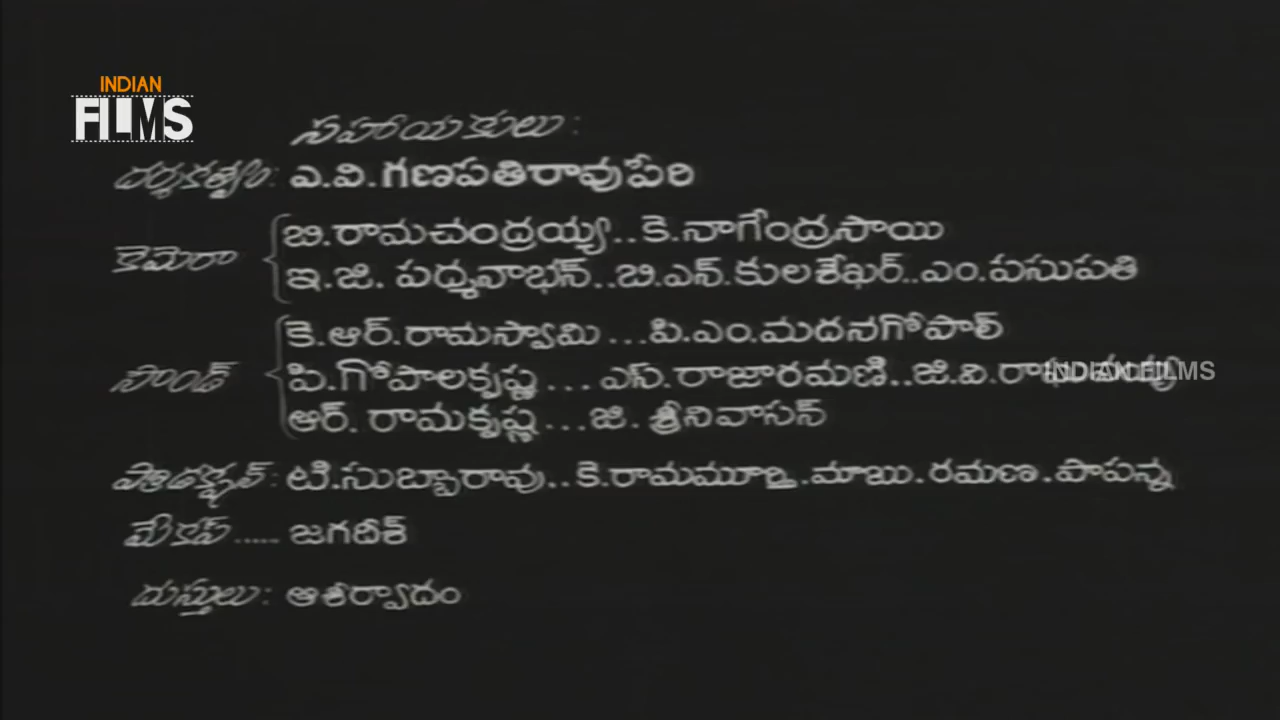 INDIAN
FILMS
సహాయకులు :
దర్శకత్వం: ఎ.వి.గణపతిరావుపేరి
కెమెరా
బి.రామచంద్రయ్య..కె.నాగేంద్రసాయి
ఇ.జి. పద్మనాభన్..బి.ఎన్.కులశేఖర్..ఎం.పసుపతి
సౌండ్
కె.ఆర్.రామస్వామి...పి.ఎం.మదనగోపాల్
పి.గోపాలకృష్ణ... ఎస్.రాజారమణి..జి.వి.
INDIAN FILMS
ఆర్. రామకృష్ణ...జి. శ్రీనివాసన్
ప్రొడక్షన్: టి.సుబ్బారావు..కె.రామమూర్తి.మాబు.రమణ.పాపన్న
మేకప్..... జగదీశ్
దుస్తులు: ఆశీర్వాదం